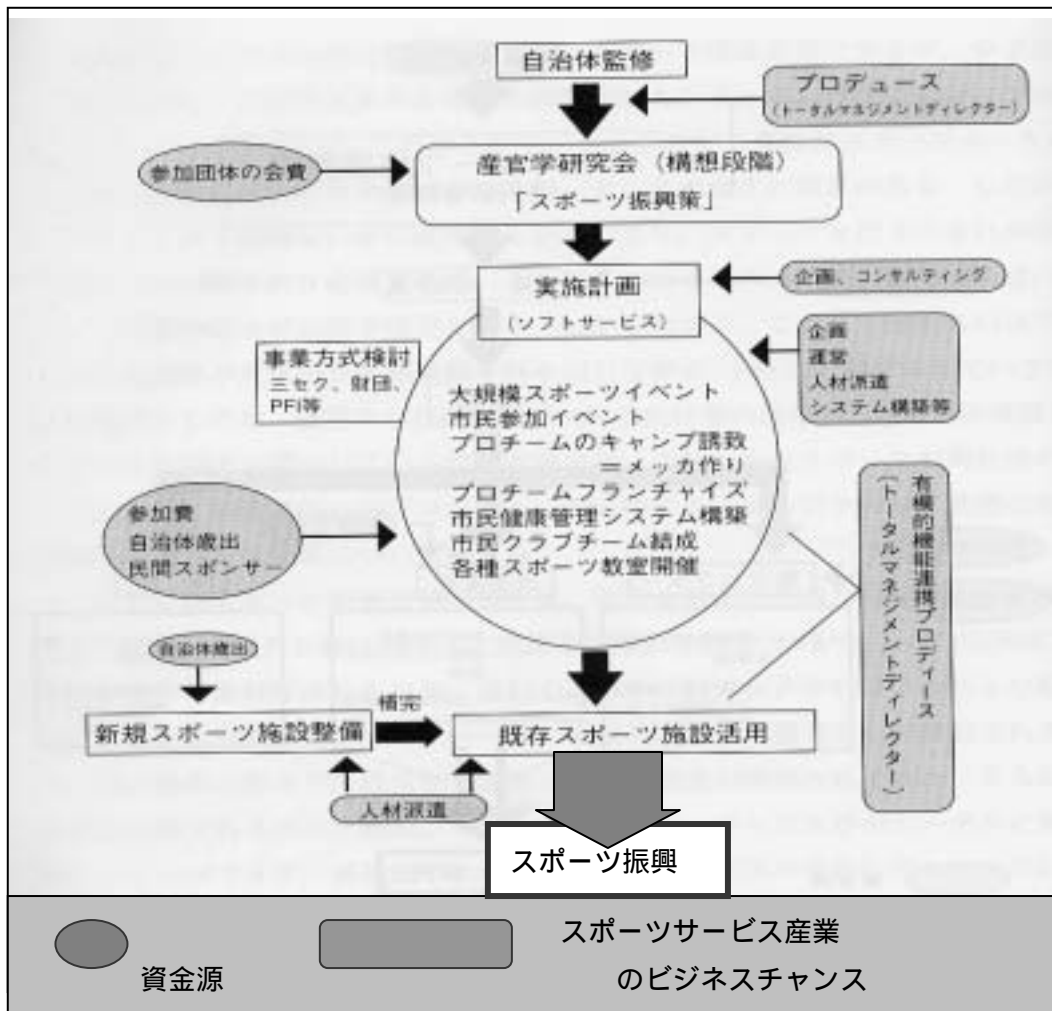 自治体監修
プロデュース
(トータルマネジメントディレクター)
参加団体の会費
産官学研究会(構想段階)
「スポーツ振興策」
実施計画
(ソフトサービス)
企画、コンサルティング
事業方式検討
三セク、財団、
PFI等
企画
運営
人材派遣
システム構築等
大規模スポーツイベント
市民参加イベント
プロチームのキャンプ誘致
=メッカ作り
プロチームフランチャイズ
市民健康管理システム構築
市民クラブチーム結成
各種スポーツ教室開催
参加費
自治体歳出
民間スポンサー
有機的機能連携プロディース
(トータルマネジメントディレクター)
自治体歳出
新規スポーツ施設整備
補完
既存スポーツ施設活用
人材派遣
スポーツ振興
資金源
スポーツサービス産業
のビジネスチャンス